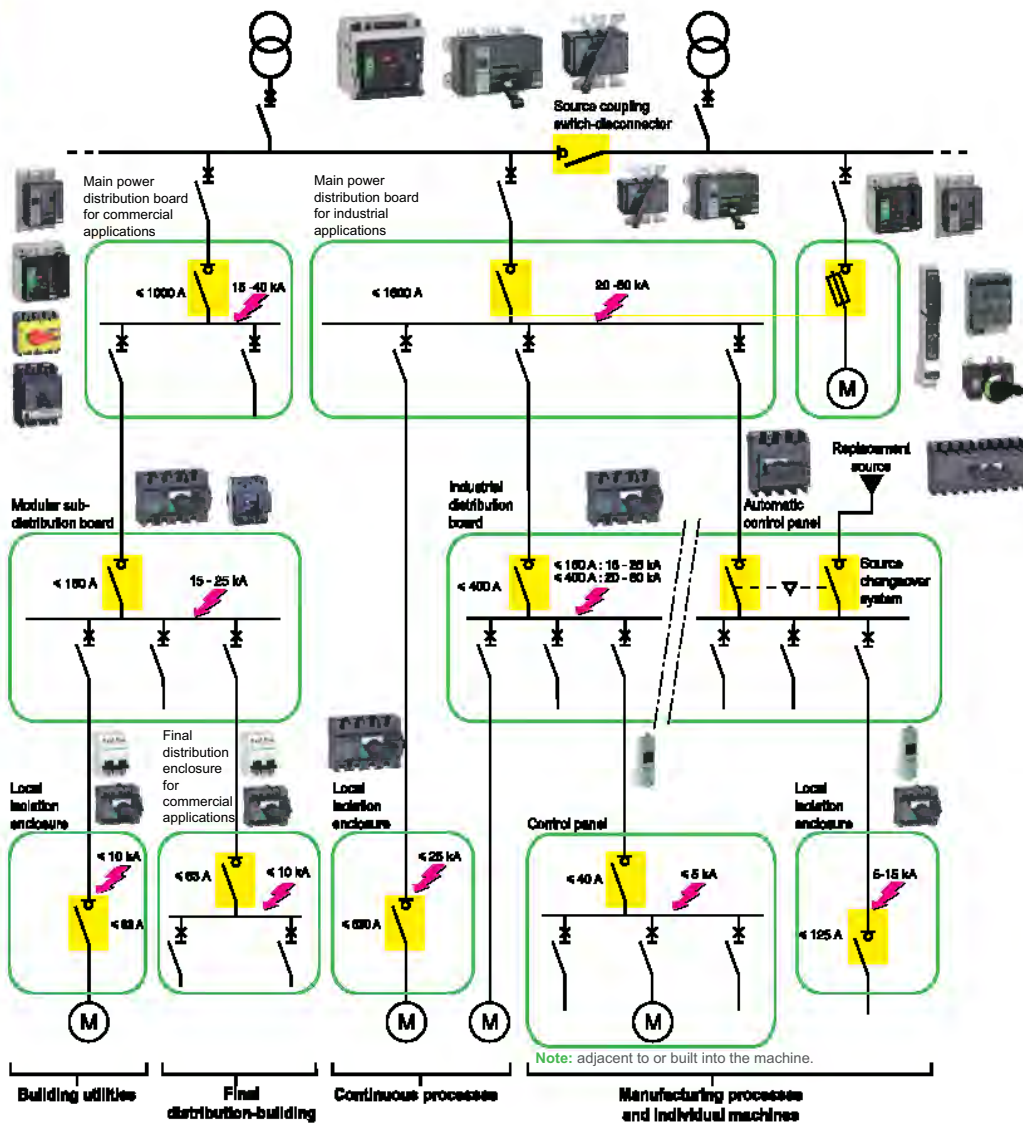 Source coupling
switch-disconnector
Main power
distribution board
for commercial
applications
Main power
distribution board
for industrial
applications
≤ 1000 A
15 -40 kA
≤ 1600 A
20 -80 kA
Replacement
source
Modular sub-
distribution board
Industrial
distribution
board
Automatic
control panel
≤ 160 A
15 - 25 kA
≤ 400 A
≤ 160 A : 15 - 25 kA
≤ 400 A : 20 - 80 kA
Source
changeover
system
Final
distribution
enclosure
for
commercial
applications
Local
isolation
enclosure
Local
isolation
enclosure
Control panel
Local
isolation
enclosure
≤ 10 kA
≤ 63 A
≤ 63 A
≤ 10 kA
≤ 25 kA
≤ 630 A
≤ 40 A
≤ 5 kA
5-15 kA
≤ 125 A
M
M
M
M
M
Note: adjacent to or built into the machine.
Building utilities
Final
distribution-building
Continuous processes
Manufacturing processes
and individual machines